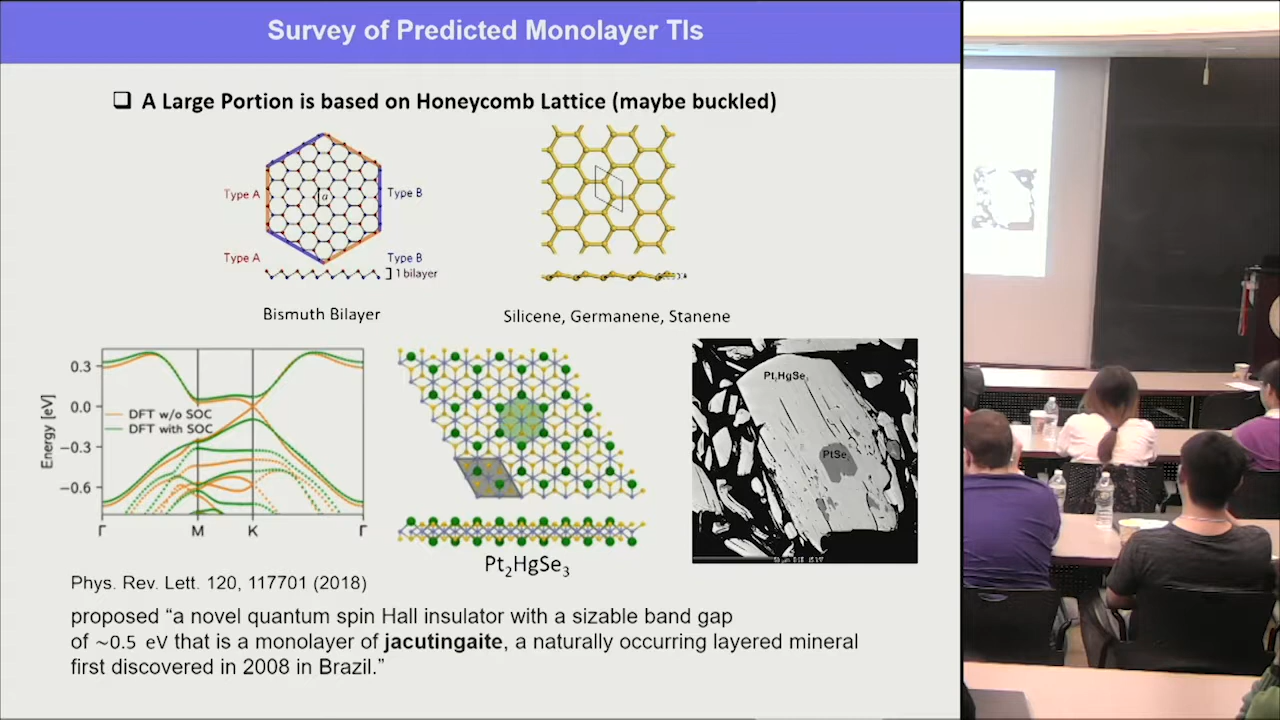 Survey of Predicted Monolayer TIs
❑ A Large Portion is based on Honeycomb Lattice (maybe buckled)
Type A
a
Type B
Type A
Type B
1 bilayer
Bismuth Bilayer
Silicene, Germanene, Stanene
Energy [eV]
0.3
0.0
−0.3
−0.6
DFT w/o SOC
DFT with SOC
Γ M K Γ
Pt₂HgSe₃
Pt₂HgSe₃
PtSe₂
Phys. Rev. Lett. 120, 117701 (2018)
proposed “a novel quantum spin Hall insulator with a sizable band gap
of ~0.5 eV that is a monolayer of jacutingaite, a naturally occurring layered mineral
first discovered in 2008 in Brazil.”